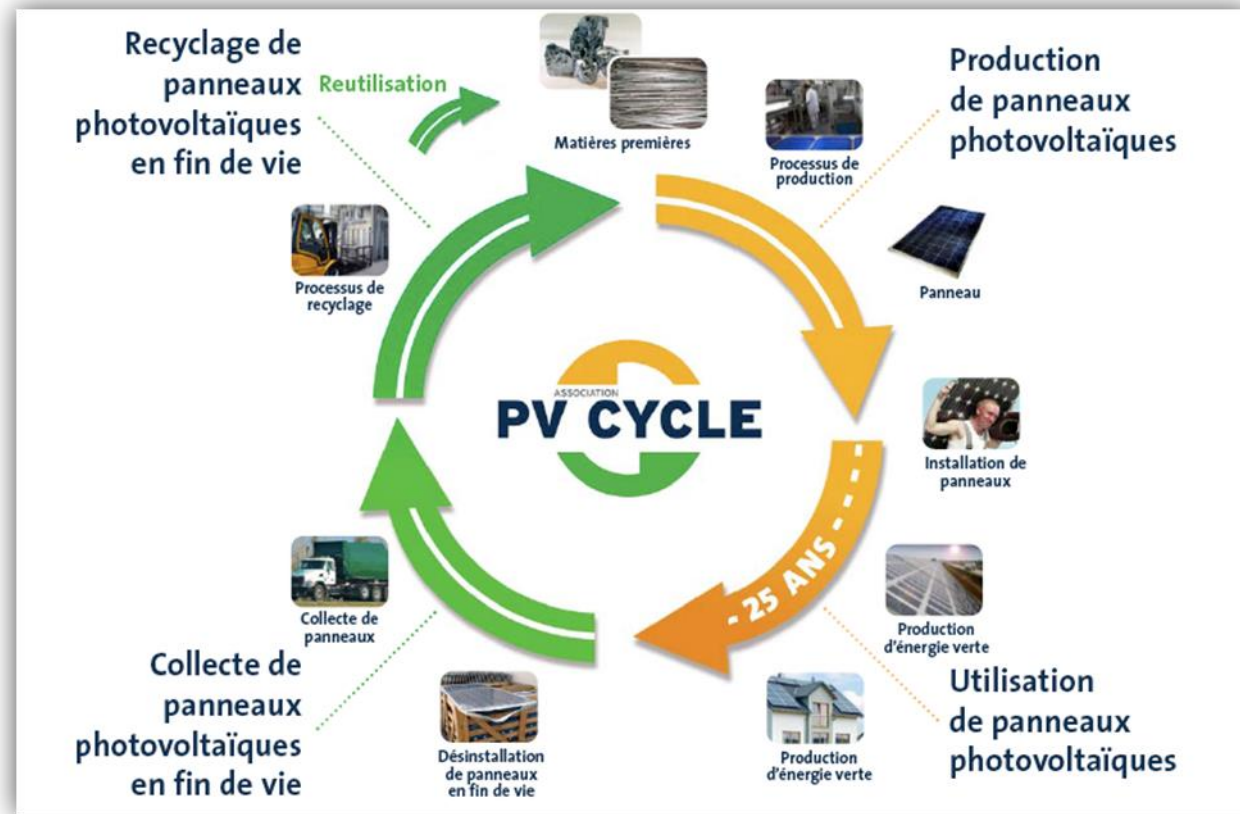 Recyclage de
panneaux
photovoltaïques
en fin de vie
Reutilisation
Matières premières
Processus de
production
Production
de panneaux
photovoltaïques
Panneau
Processus de
recyclage
ASSOCIATION
PV CYCLE
Installation de
panneaux
- 25 ANS -
Production
d'énergie verte
Utilisation
de panneaux
photovoltaïques
Production
d'énergie verte
Désinstallation
de panneaux
en fin de vie
Collecte de
panneaux
Collecte de
panneaux
photovoltaïques
en fin de vie